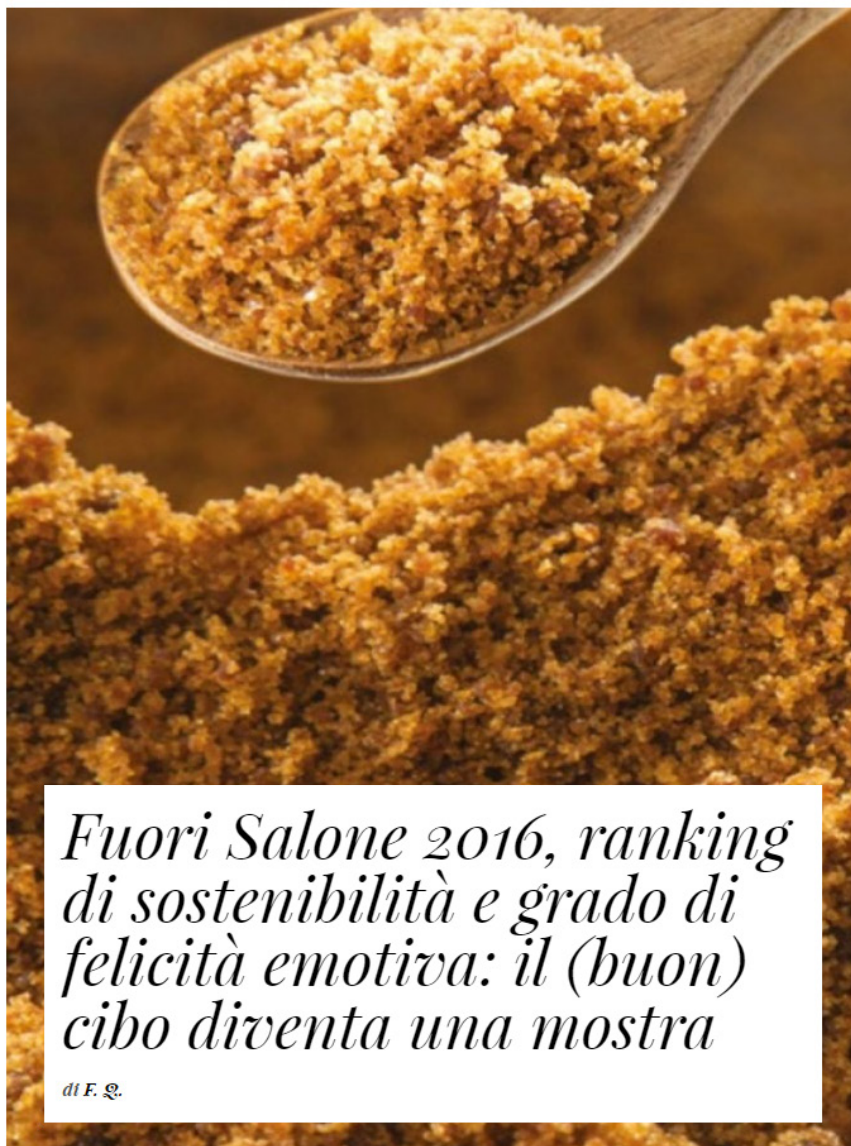 Fuori Salone 2016, ranking
di sostenibilità e grado di
felicità emotiva: il (buon)
cibo diventa una mostra
di F. Q.